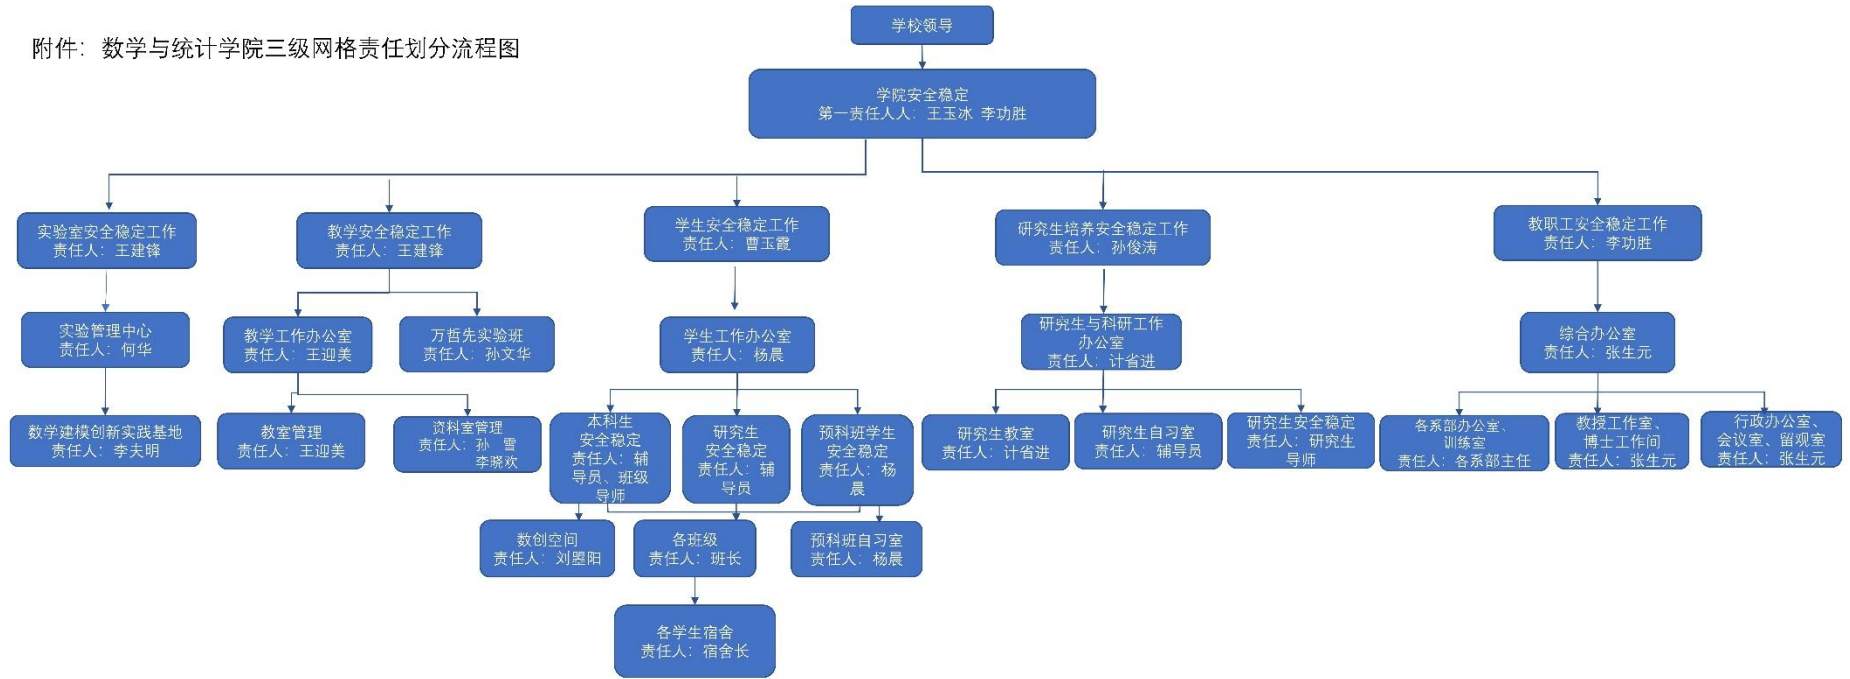 学校领导
附件：数学与统计学院三级网格责任划分流程图
学院安全稳定
第一责任人人：王玉冰 李功胜
实验室安全稳定工作
责任人：王建锋
教学安全稳定工作
责任人：王建锋
学生安全稳定工作
责任人：曹玉霞
研究生培养安全稳定工作
责任人：孙俊涛
教职工安全稳定工作
责任人：李功胜
实验管理中心
责任人：何华
教学工作办公室
责任人：王迎美
万哲先实验班
责任人：孙文华
学生工作办公室
责任人：杨晨
研究生与科研工作
办公室
责任人：计省进
综合办公室
责任人：张生元
数学建模创新实践基地
责任人：李夫明
教室管理
责任人：王迎美
资料室管理
责任人：孙 雪
李晓欢
本科生
安全稳定
责任人：辅
导员、班级
导师
研究生
安全稳定
责任人：辅
导员
预科班学生
安全稳定
责任人：杨
晨
研究生教室
责任人：计省进
研究生自习室
责任人：辅导员
研究生安全稳定
责任人：研究生
导师
各系部办公室、
训练室
责任人：各系部主任
教授工作室、
博士工作间
责任人：张生元
行政办公室、
会议室、留观室
责任人：张生元
数创空间
责任人：刘曌阳
各班级
责任人：班长
预科班自习室
责任人：杨晨
各学生宿舍
责任人：宿舍长